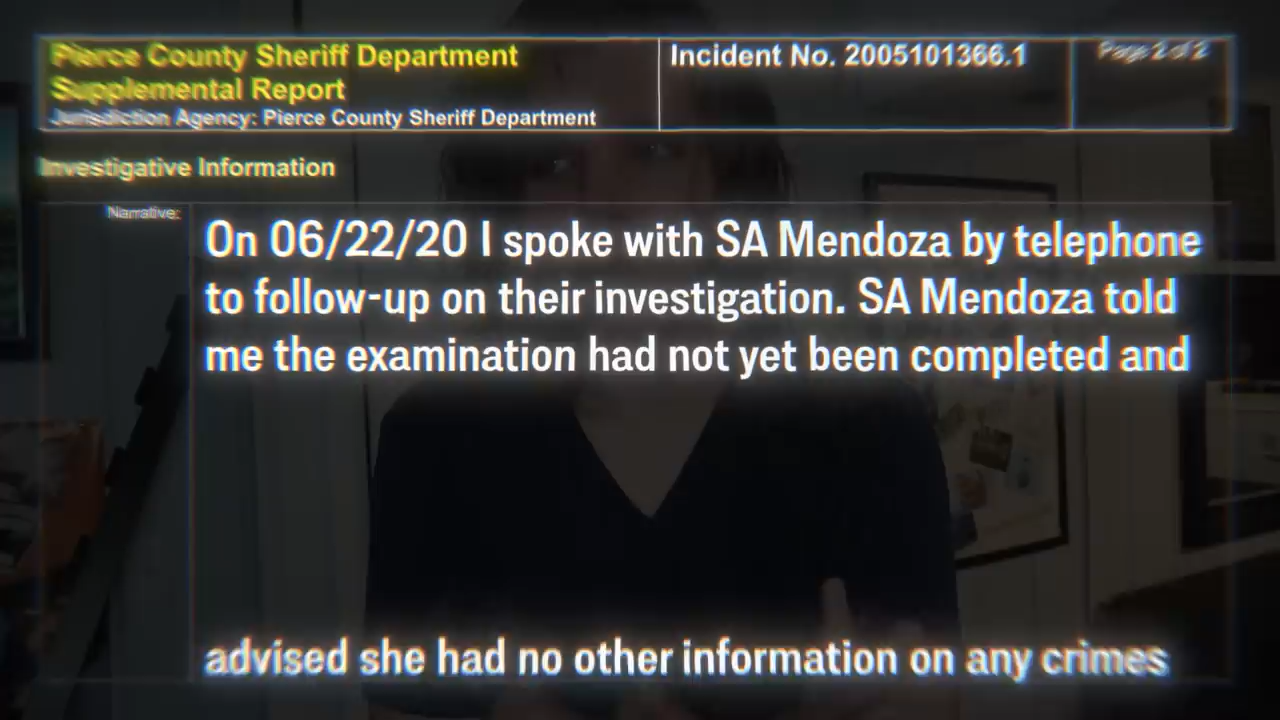 Pierce County Sheriff Department
Supplemental Report
Jurisdiction Agency: Pierce County Sheriff Department
Incident No. 2005101366.1
Page 2 of 2
Investigative Information
Narrative:
On 06/22/20 I spoke with SA Mendoza by telephone
to follow-up on their investigation. SA Mendoza told
me the examination had not yet been completed and
advised she had no other information on any crimes